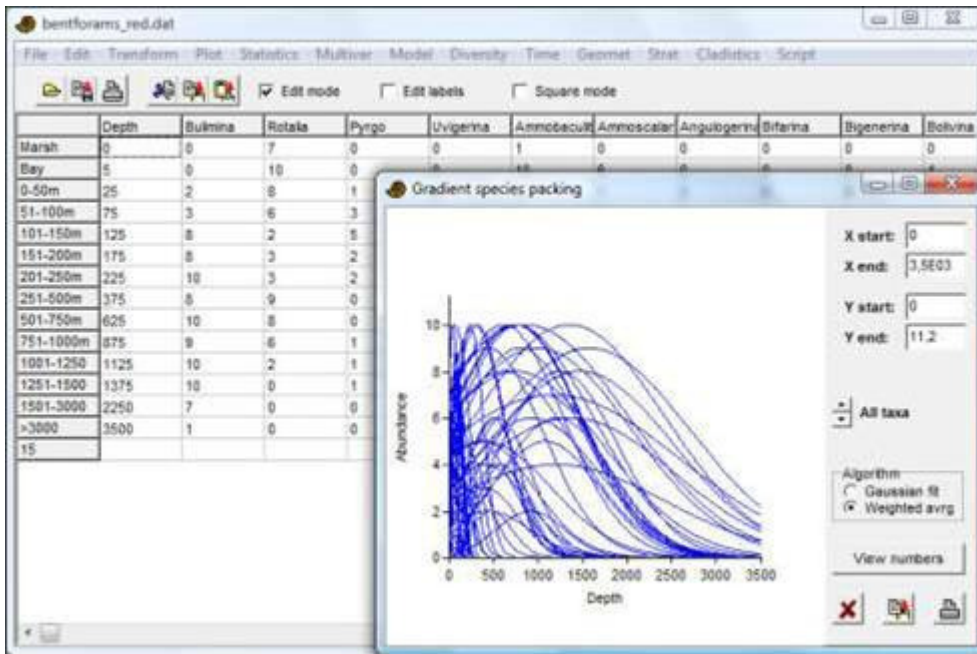 bentforams_red.dat
File Edit Transform Plot Statistics Multivar Model Diversity Time Geomet Strat Cladistics Script
Edit mode Edit labels Square mode
Depth Bulimina Rotalia Pyrgo Uvigerina Ammobaculit Ammoscalar Angulogerina Bifarina Bigenerina Bolivina
Marsh 0 0 7 0 0 1 0 0 0 0 0
Bay 5 0 10 0
0-50m 25 2 8 1
51-100m 75 3 6 3
101-150m 125 8 2 5
151-200m 175 8 3 2
201-250m 225 10 3 2
251-500m 375 8 9 0
501-750m 625 10 8 0
751-1000m 875 9 6 1
1001-1250 1125 10 2 1
1251-1500 1375 10 0 1
1501-3000 2250 7 0 0
>3000 3500 1 0 0
15
Gradient species packing
X start: 0
X end: 3,5E03
Y start: 0
Y end: 11,2
All taxa
Algorithm
Gaussian fit
Weighted avrg
View numbers
Abundance
10
8
6
4
2
0
0 500 1000 1500 2000 2500 3000 3500
Depth